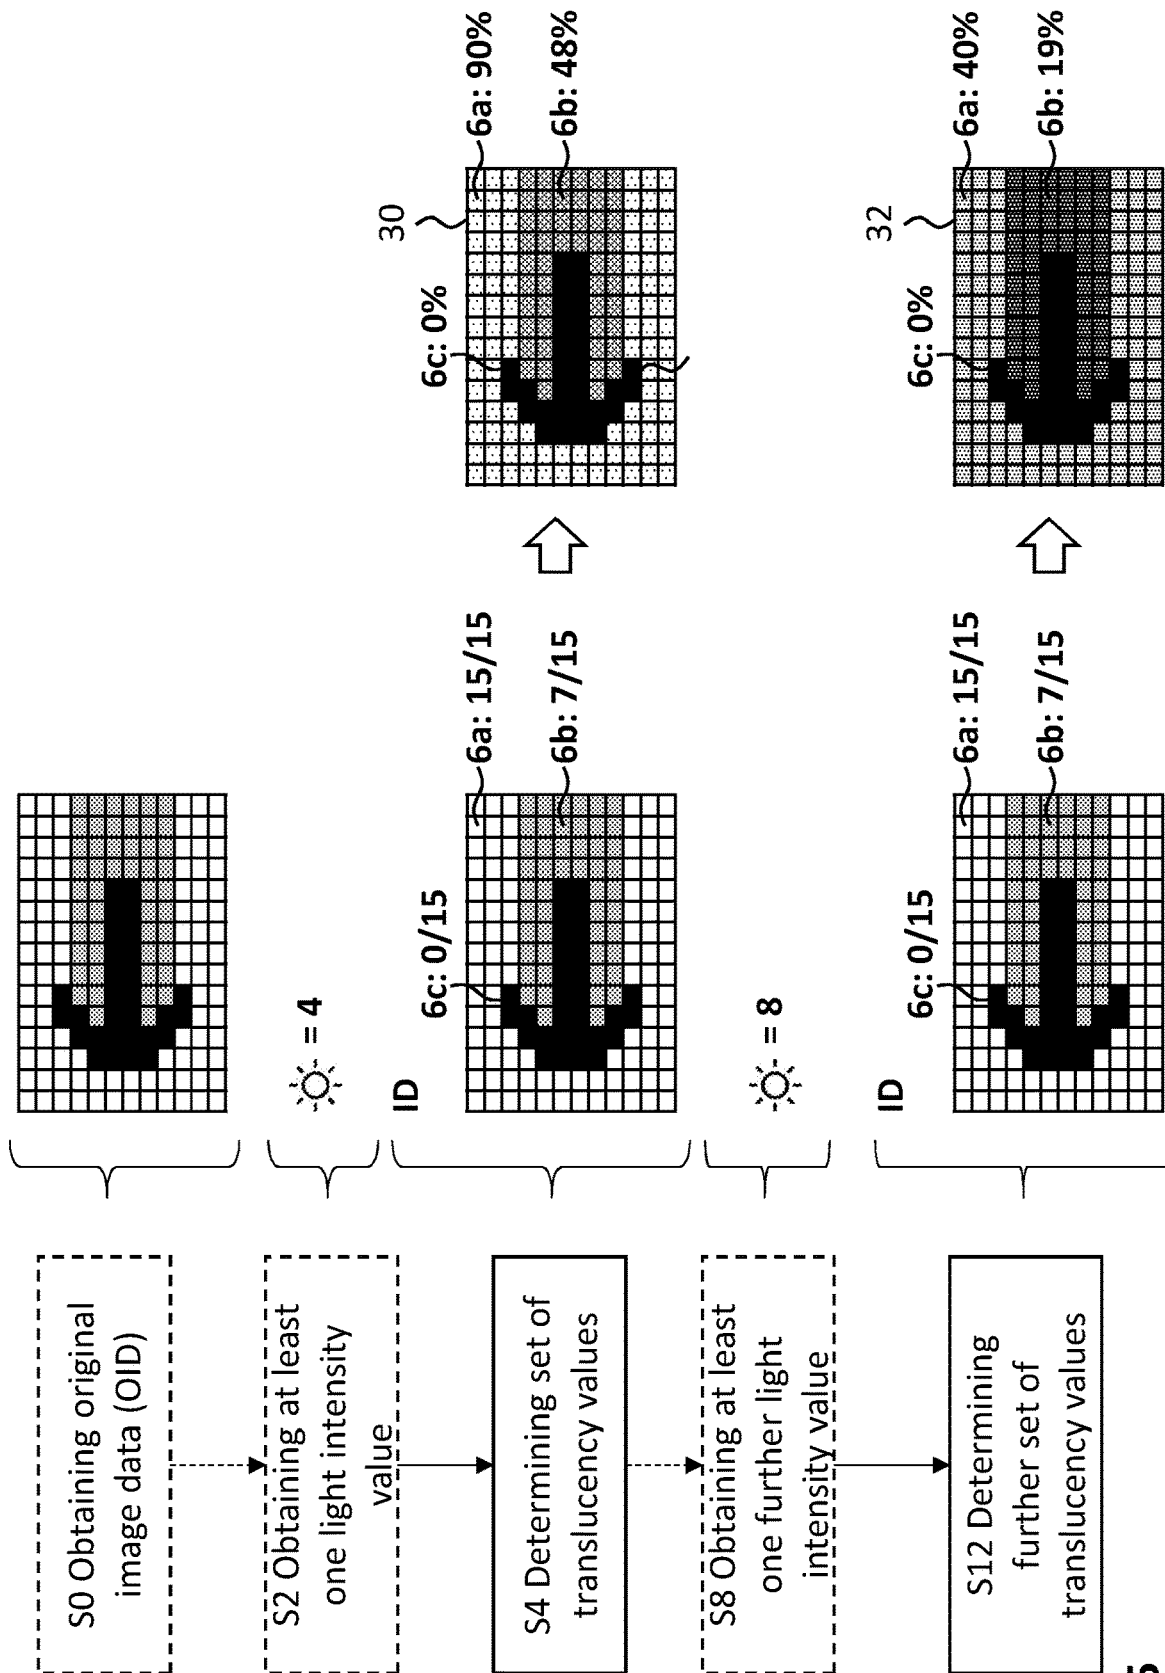 S0 Obtaining original
image data (OID)
S2 Obtaining at least
one light intensity
value
= 4
S4 Determining set of
translucency values
ID
6c: 0/15
6a: 15/15
6b: 7/15
6c: 0%
30
6a: 90%
6b: 48%
S8 Obtaining at least
one further light
intensity value
= 8
S12 Determining
further set of
translucency values
ID
6c: 0/15
6a: 15/15
6b: 7/15
6c: 0%
32
6a: 40%
6b: 19%